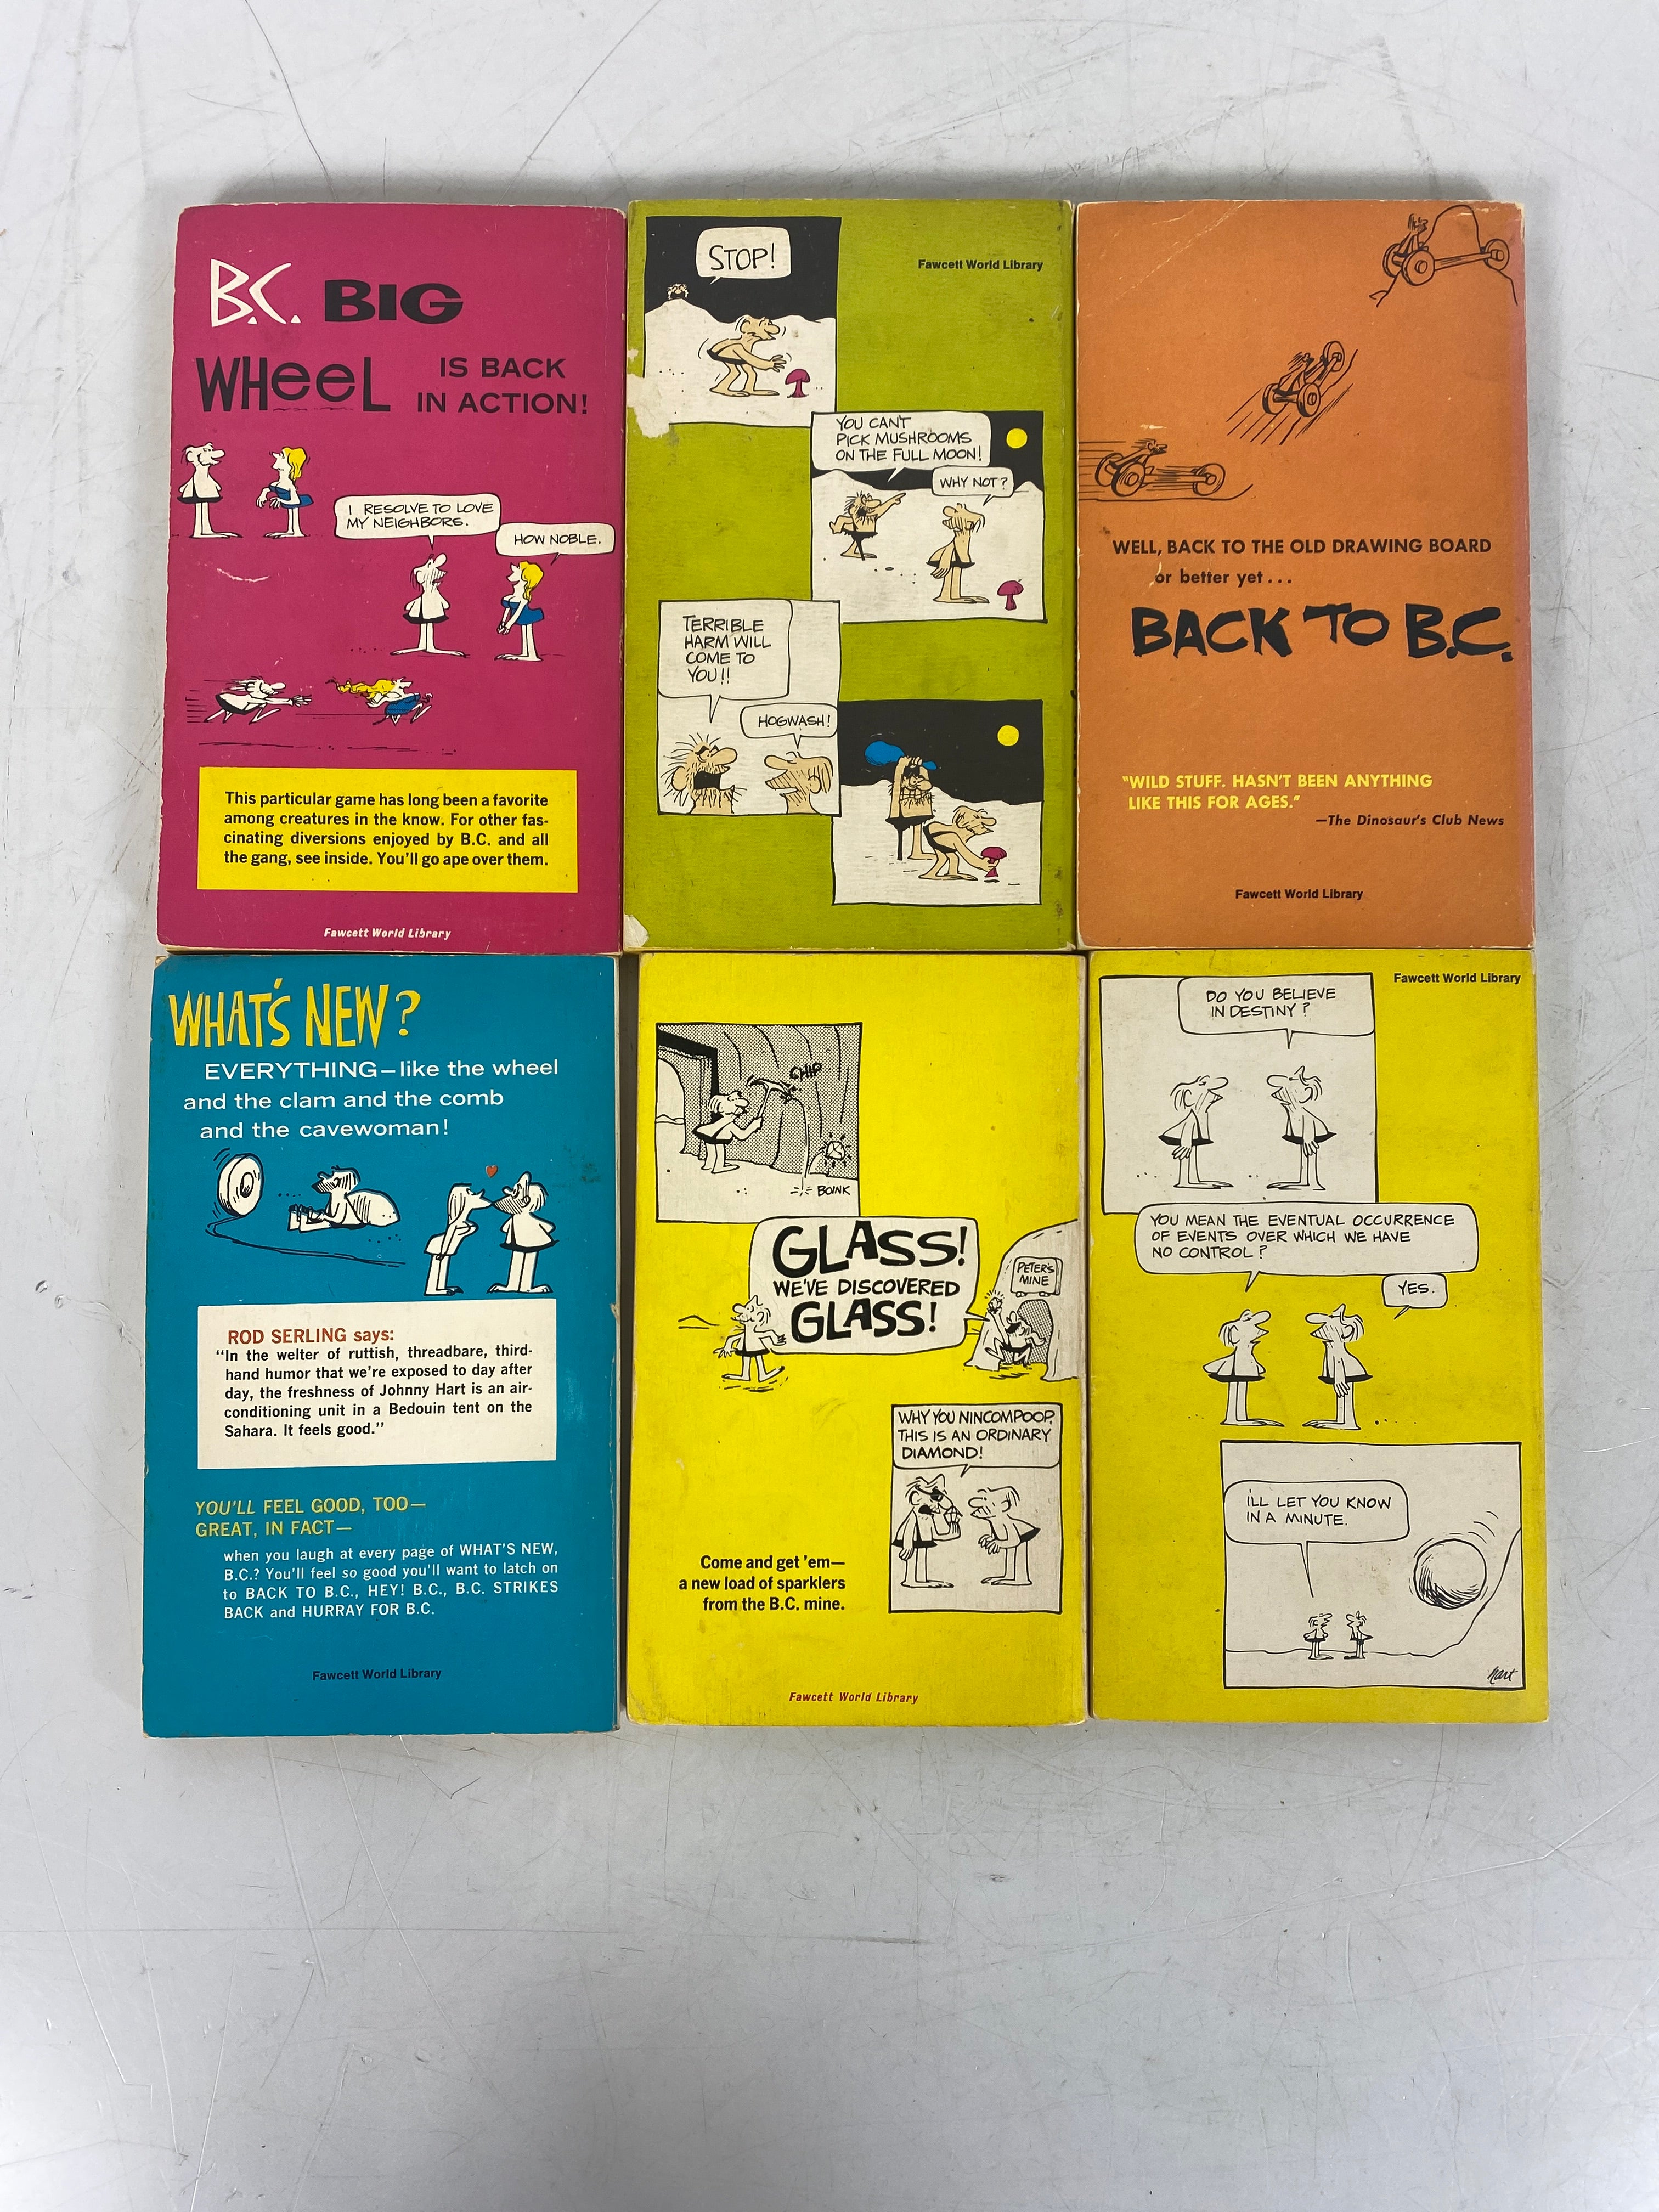 B.C. BIG
WHeeL IS BACK
IN ACTION!
I RESOLVE TO LOVE
MY NEIGHBORS.
HOW NOBLE.
This particular game has long been a favorite
among creatures in the know. For other fas-
cinating diversions enjoyed by B.C. and all
the gang, see inside. You'll go ape over them.
Fawcett World Library
STOP!
Fawcett World Library
YOU CAN'T
PICK MUSHROOMS
ON THE FULL MOON!
WHY NOT?
TERRIBLE
HARM WILL
COME TO
YOU!!
HOGWASH!
WELL, BACK TO THE OLD DRAWING BOARD
or better yet...
BACK TO B.C.
"WILD STUFF. HASN'T BEEN ANYTHING
LIKE THIS FOR AGES."
—The Dinosaur's Club News
Fawcett World Library
WHAT'S NEW?
EVERYTHING—like the wheel
and the clam and the comb
and the cavewoman!
ROD SERLING says:
"In the welter of ruttish, threadbare, third-
hand humor that we're exposed to day after
day, the freshness of Johnny Hart is an air-
conditioning unit in a Bedouin tent on the
Sahara. It feels good."
YOU'LL FEEL GOOD, TOO—
GREAT, IN FACT—
when you laugh at every page of WHAT'S NEW,
B.C.? You'll feel so good you'll want to latch on
to BACK TO B.C., HEY! B.C., B.C. STRIKES
BACK and HURRAY FOR B.C.
Fawcett World Library
CHIP
BOINK
GLASS!
WE'VE DISCOVERED
GLASS!
PETER'S
MINE
WHY YOU NINCOMPOOP,
THIS IS AN ORDINARY
DIAMOND!
Come and get 'em—
a new load of sparklers
from the B.C. mine.
Fawcett World Library
Fawcett World Library
DO YOU BELIEVE
IN DESTINY?
YOU MEAN THE EVENTUAL OCCURRENCE
OF EVENTS OVER WHICH WE HAVE
NO CONTROL?
YES.
I'LL LET YOU KNOW
IN A MINUTE.
hart